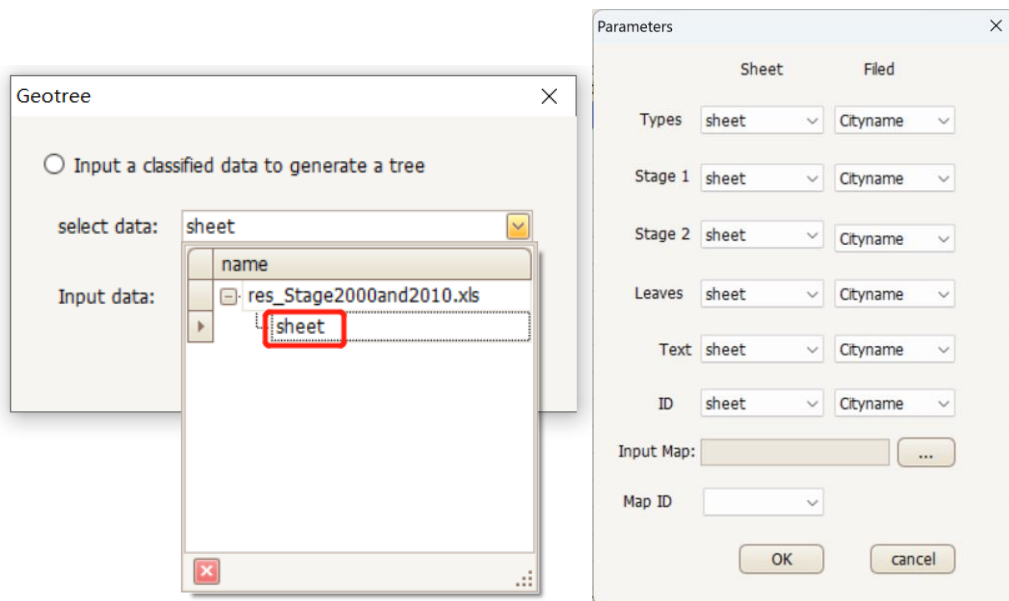 Geotree
Input a classified data to generate a tree
select data: sheet
name
Input data:
res_Stage2000and2010.xls
sheet
Parameters
Sheet Filed
Types sheet Cityname
Stage 1 sheet Cityname
Stage 2 sheet Cityname
Leaves sheet Cityname
Text sheet Cityname
ID sheet Cityname
Input Map: ...
Map ID
OK cancel